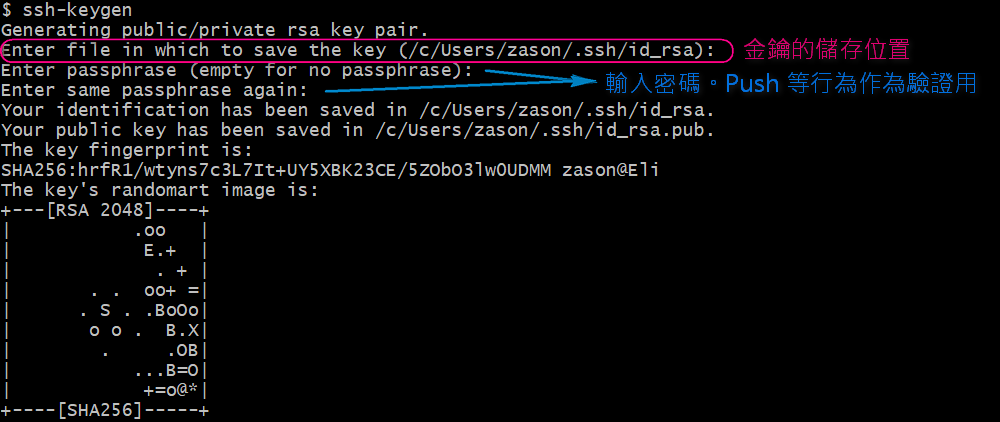 $ ssh-keygen
Generating public/private rsa key pair.
Enter file in which to save the key (/c/Users/zason/.ssh/id_rsa): 金鑰的儲存位置
Enter passphrase (empty for no passphrase):
輸入密碼。Push 等行為作為驗證用
Enter same passphrase again:
Your identification has been saved in /c/Users/zason/.ssh/id_rsa.
Your public key has been saved in /c/Users/zason/.ssh/id_rsa.pub.
The key fingerprint is:
SHA256:hrfR1/wtyns7c3L7It+UY5XBK23CE/5ZObO3lw0UDMM zason@Eli
The key's randomart image is:
+---[RSA 2048]----+
|            .oo   |
|             E.+  |
|              . + |
|       . .  oo+ =|
|      . S . .BoOo|
|       o o .  B.X|
|        .     .OB|
|           ...B=O|
|            +=o@*|
+----[SHA256]-----+